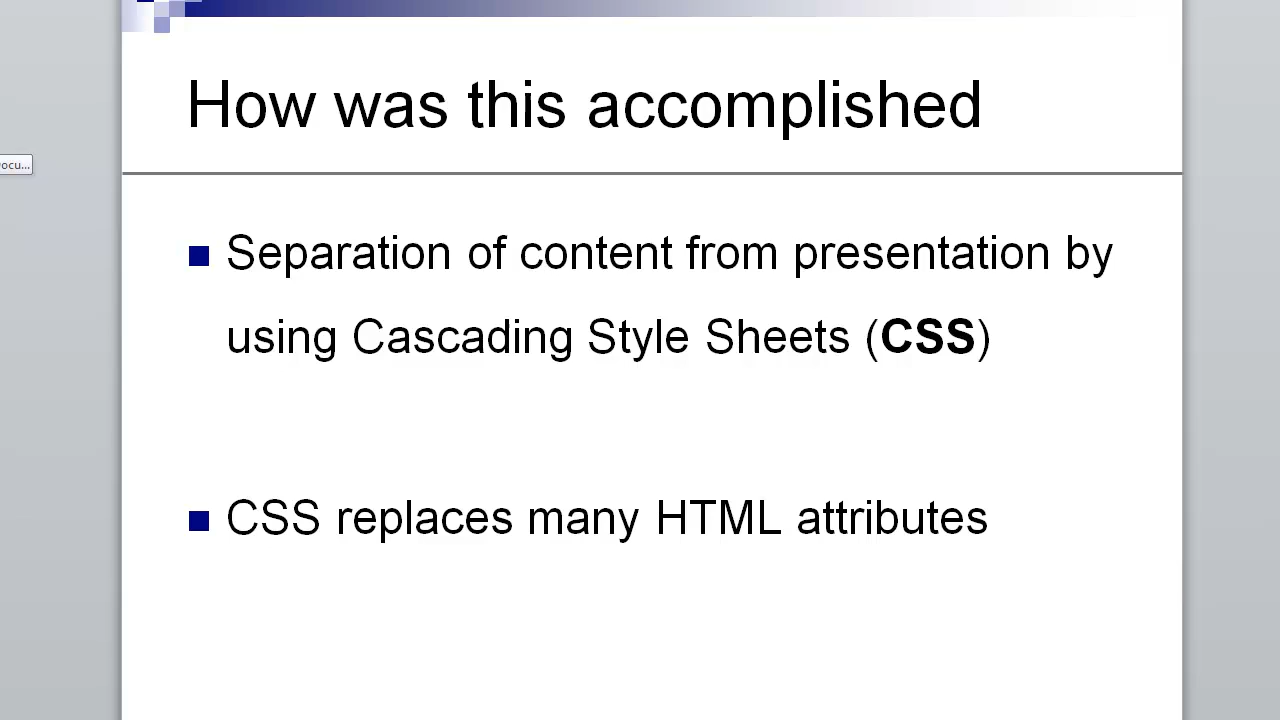 How was this accomplished
ocu...
Separation of content from presentation by
using Cascading Style Sheets (CSS)
CSS replaces many HTML attributes